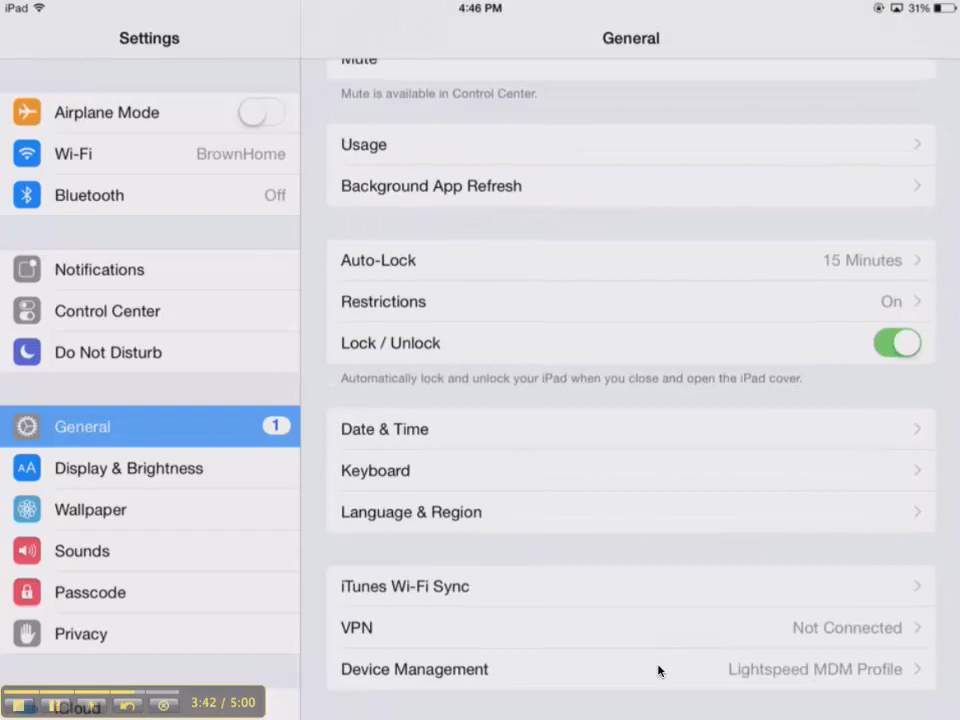 iPad
4:46 PM
31%
Settings
General
Airplane Mode
Wi-Fi
BrownHome
Bluetooth
Off
Notifications
Control Center
Do Not Disturb
General
1
AA
Display & Brightness
Wallpaper
Sounds
Passcode
Privacy
iCloud
3:42 / 5:00
Mute
Mute is available in Control Center.
Usage
Background App Refresh
Auto-Lock
15 Minutes
Restrictions
On
Lock / Unlock
Automatically lock and unlock your iPad when you close and open the iPad cover.
Date & Time
Keyboard
Language & Region
iTunes Wi-Fi Sync
VPN
Not Connected
Device Management
Lightspeed MDM Profile